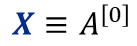 X ≡ A^[0]